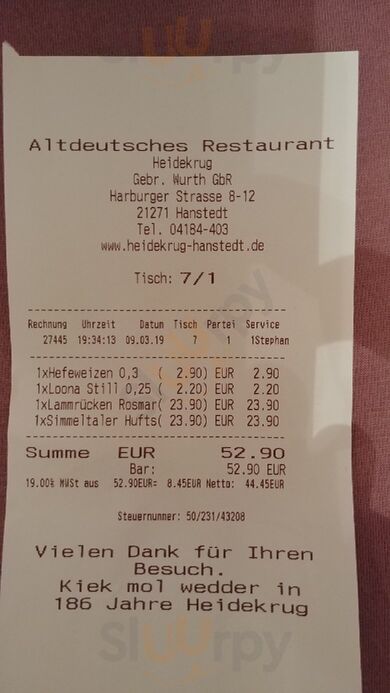 Sluurpy
Altdeutsches Restaurant
Heidekrug
Gebr. Wurth GbR
Harburger Strasse 8-12
21271 Hanstedt
Tel. 04184-403
www.heidekrug-hanstedt.de
Tisch: 7/1
Rechnung Uhrzeit Datum Tisch Partei Service
27445 19:34:13 09.03.19 7 1 1Stephan
1xHefeweizen 0,3 ( 2.90) EUR 2.90
1xLoona Still 0,25 ( 2.20) EUR 2.20
1xLammrücken Rosmar( 23.90) EUR 23.90
1xSimmeltaler Hufts( 23.90) EUR 23.90
Summe EUR 52.90
Bar: 52.90 EUR
19.00% MWSt aus 52.90EUR= 8.45EUR Netto: 44.45EUR
Steuernummer: 50/231/43208
Vielen Dank für Ihren
Besuch.
Kiek mol wedder in
186 Jahre Heidekrug
Sluurpy